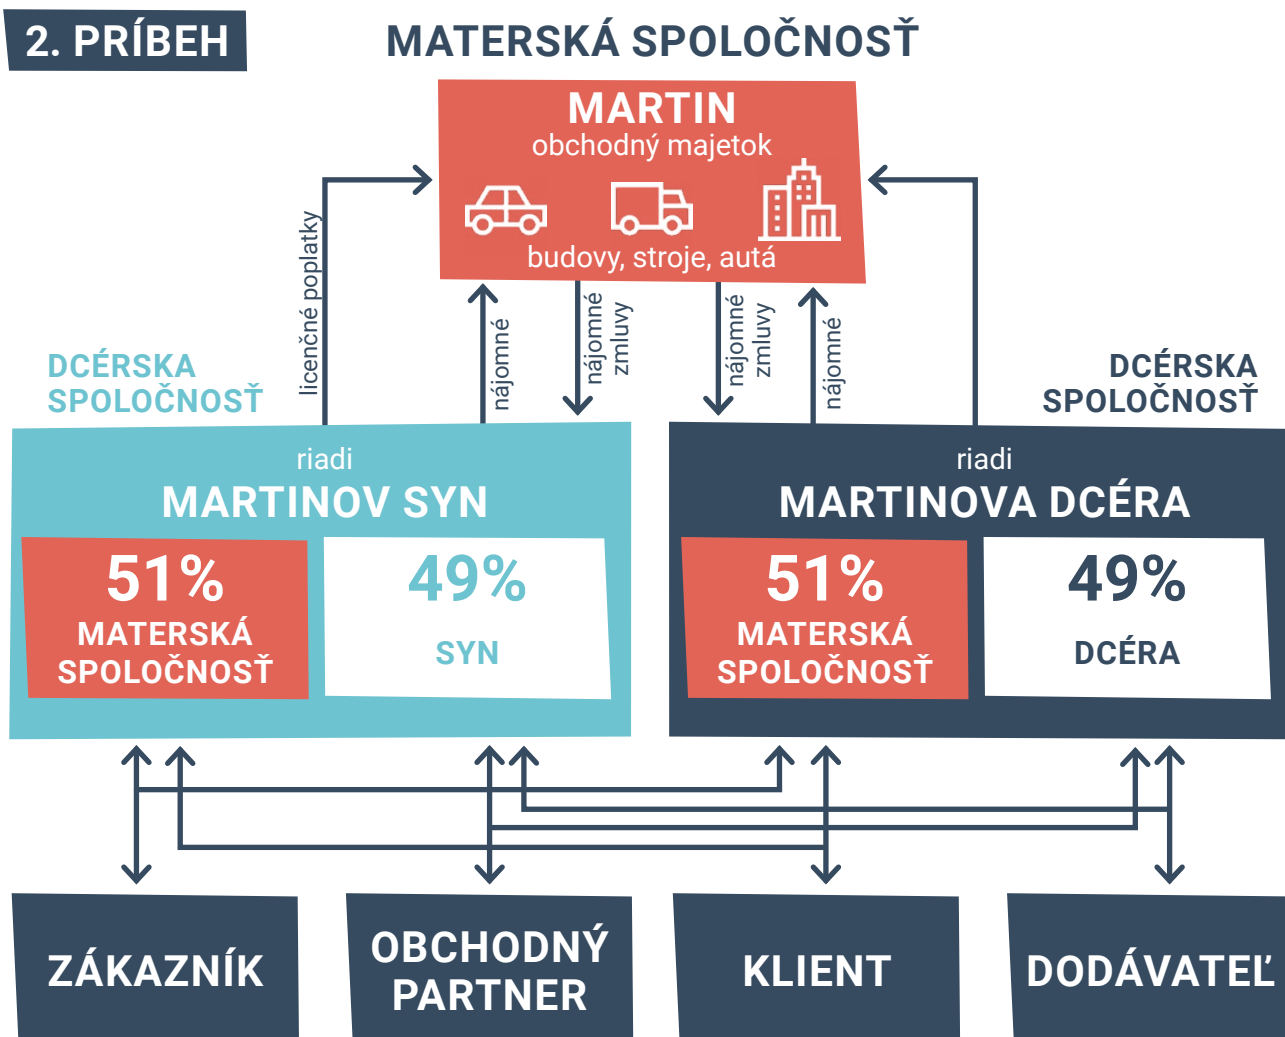 2. PRÍBEH
MATERSKÁ SPOLOČNOSŤ
MARTIN
obchodný majetok
budovy, stroje, autá
licenčné poplatky
nájomné
nájomné
zmluvy
nájomné
zmluvy
nájomné
DCÉRSKA
SPOLOČNOSŤ
DCÉRSKA
SPOLOČNOSŤ
riadi
MARTINOV SYN
51%
MATERSKÁ
SPOLOČNOSŤ
49%
SYN
riadi
MARTINOVA DCÉRA
51%
MATERSKÁ
SPOLOČNOSŤ
49%
DCÉRA
ZÁKAZNÍK
OBCHODNÝ
PARTNER
KLIENT
DODÁVATEĽ